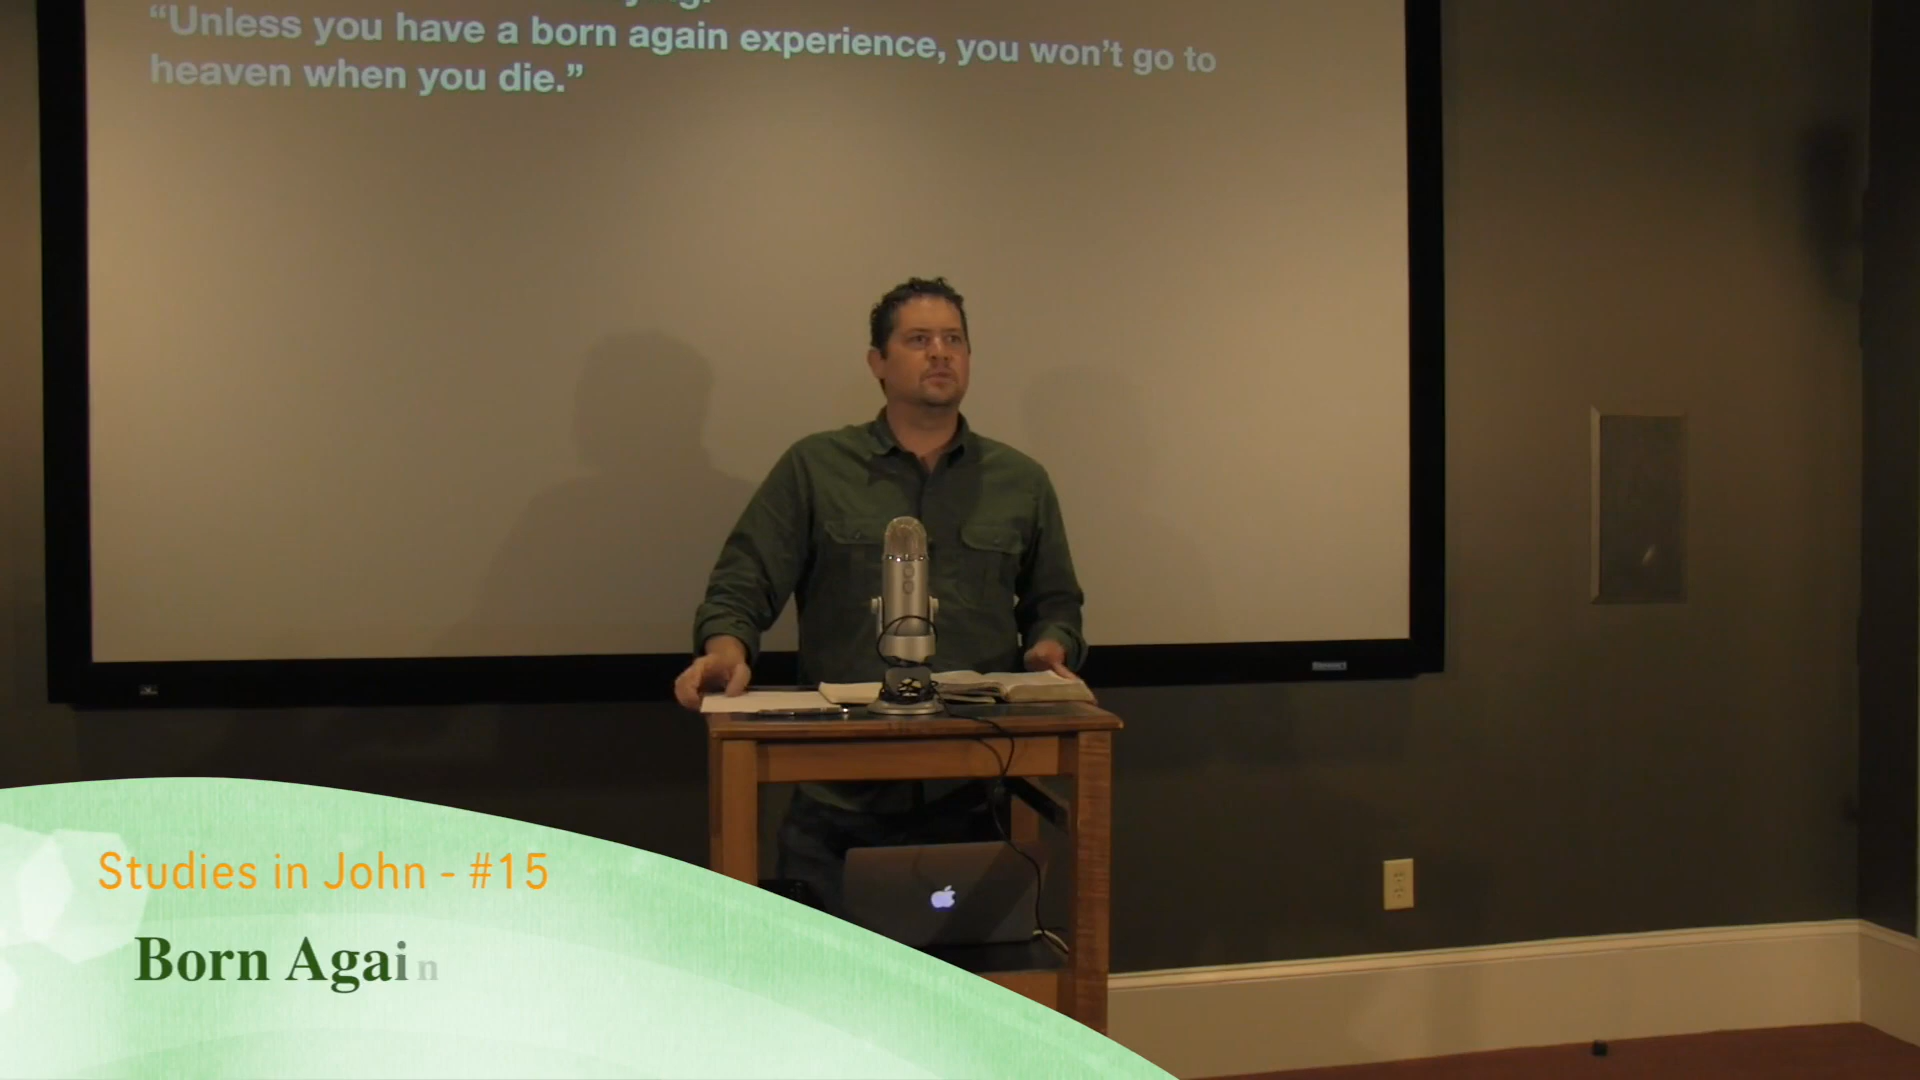 “Unless you have a born again experience, you won’t go to
heaven when you die.”
Studies in John - #15
Born Again